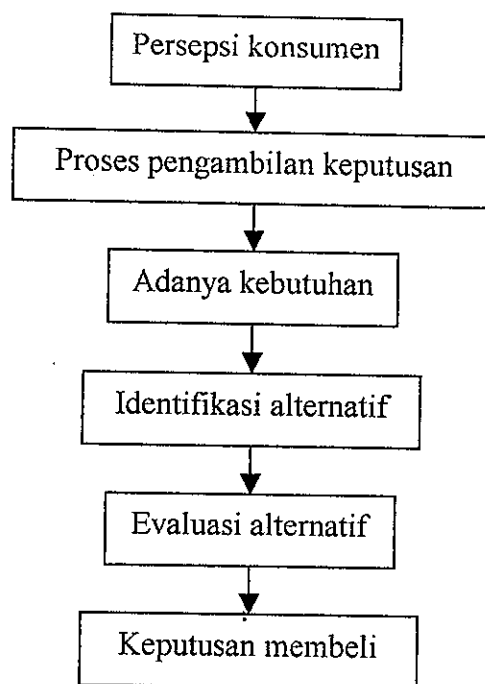 Persepsi konsumen
Proses pengambilan keputusan
Adanya kebutuhan
Identifikasi alternatif
Evaluasi alternatif
Keputusan membeli